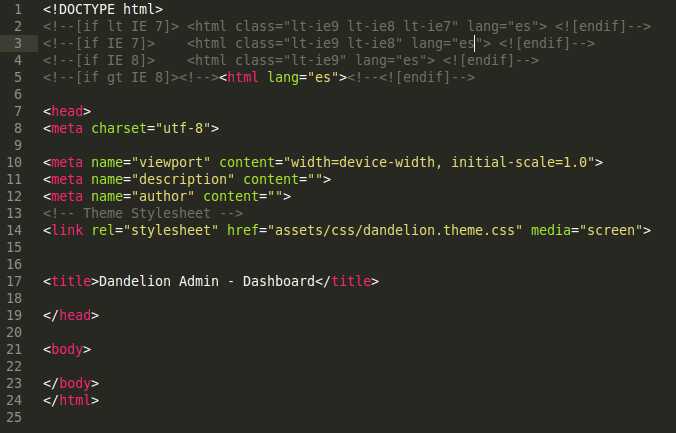 1 <!DOCTYPE html>
2 <!--[if lt IE 7]> <html class="lt-ie9 lt-ie8 lt-ie7" lang="es"> <![endif]-->
3 <!--[if IE 7]>    <html class="lt-ie9 lt-ie8" lang="es"> <![endif]-->
4 <!--[if IE 8]>    <html class="lt-ie9" lang="es"> <![endif]-->
5 <!--[if gt IE 8]><!--><html lang="es"><!--<![endif]-->
6
7 <head>
8 <meta charset="utf-8">
9
10 <meta name="viewport" content="width=device-width, initial-scale=1.0">
11 <meta name="description" content="">
12 <meta name="author" content="">
13 <!-- Theme Stylesheet -->
14 <link rel="stylesheet" href="assets/css/dandelion.theme.css" media="screen">
15
16
17 <title>Dandelion Admin - Dashboard</title>
18
19 </head>
20
21 <body>
22
23 </body>
24 </html>
25